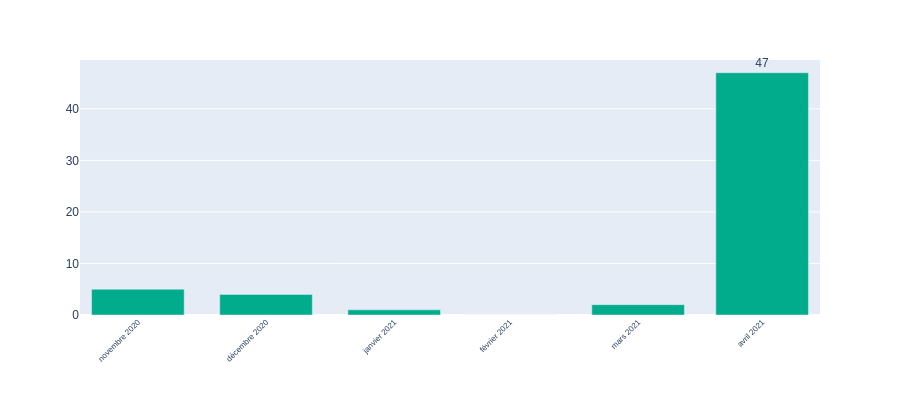 47
40
30
20
10
0
novembre 2020
décembre 2020
janvier 2021
février 2021
mars 2021
avril 2021